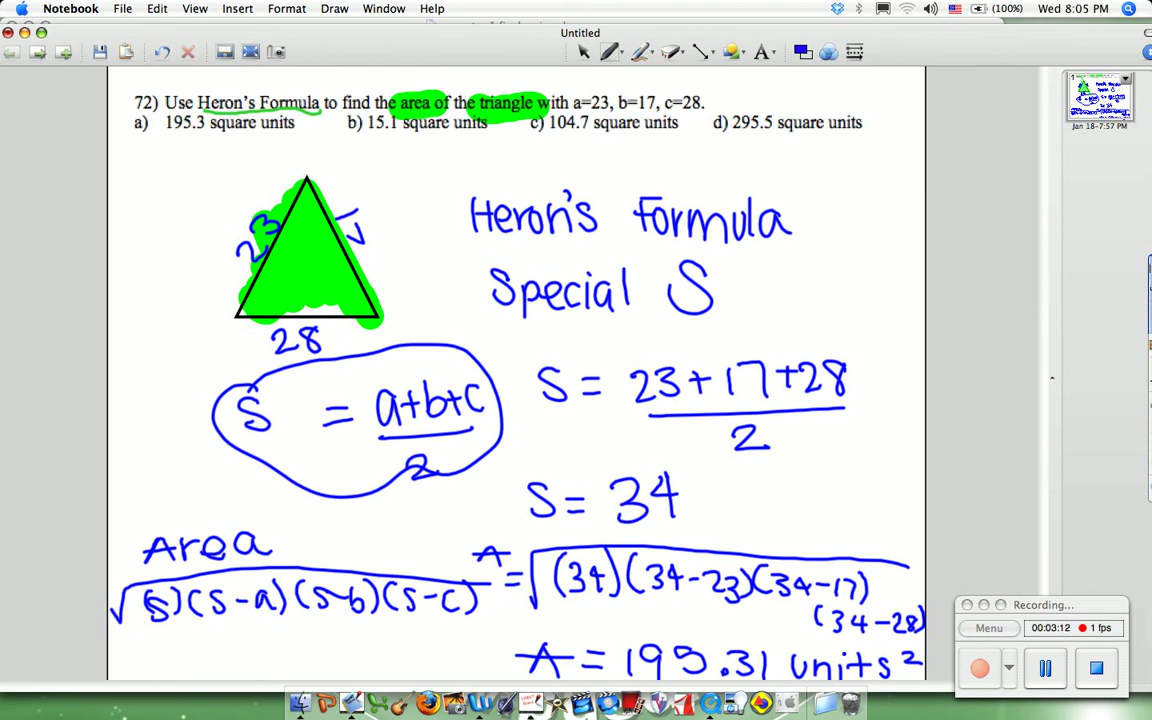 Notebook File Edit View Insert Format Draw Window Help (100%) Wed 8:05 PM
Untitled
72) Use Heron's Formula to find the area of the triangle with a=23, b=17, c=28.
a) 195.3 square units b) 15.1 square units c) 104.7 square units d) 295.5 square units
Jan 18-7:57 PM
23
17
28
Heron's Formula
Special S
S = a+b+c
2
S = 23+17+28
2
S = 34
Area
√(S)(S-a)(S-b)(S-c)
A = √(34)(34-23)(34-17)
(34-28)
A = 195.31 units²
Recording...
Menu 00:03:12 1 fps